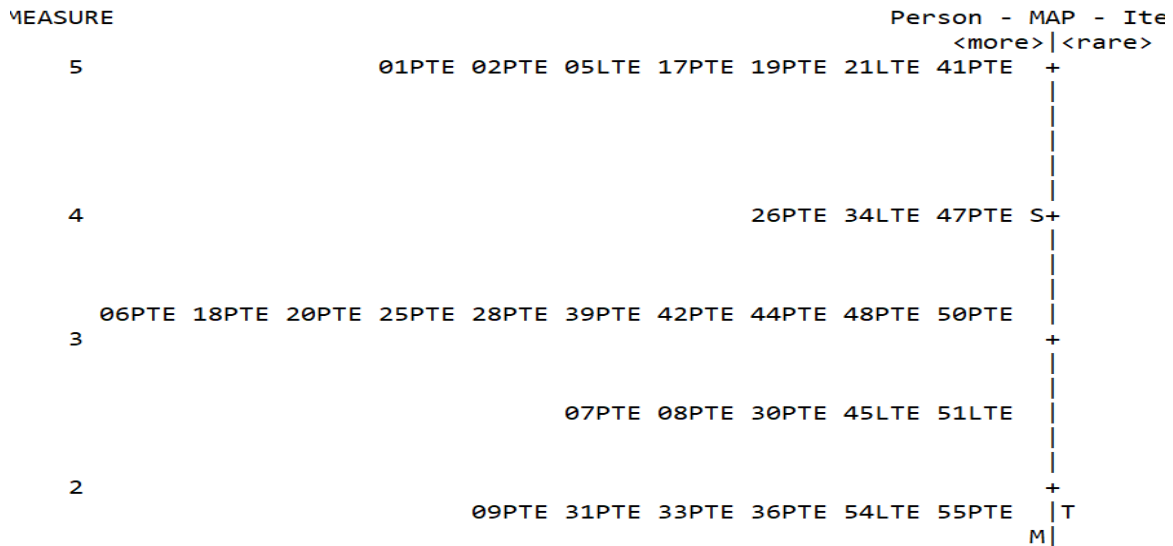 MEASURE Person - MAP - Ite
<more>|<rare>
5 01PTE 02PTE 05LTE 17PTE 19PTE 21LTE 41PTE +
|
|
|
|
|
4 26PTE 34LTE 47PTE S+
|
|
|
06PTE 18PTE 20PTE 25PTE 28PTE 39PTE 42PTE 44PTE 48PTE 50PTE |
3 +
|
|
07PTE 08PTE 30PTE 45LTE 51LTE |
|
|
2 +
09PTE 31PTE 33PTE 36PTE 54LTE 55PTE |T
M|